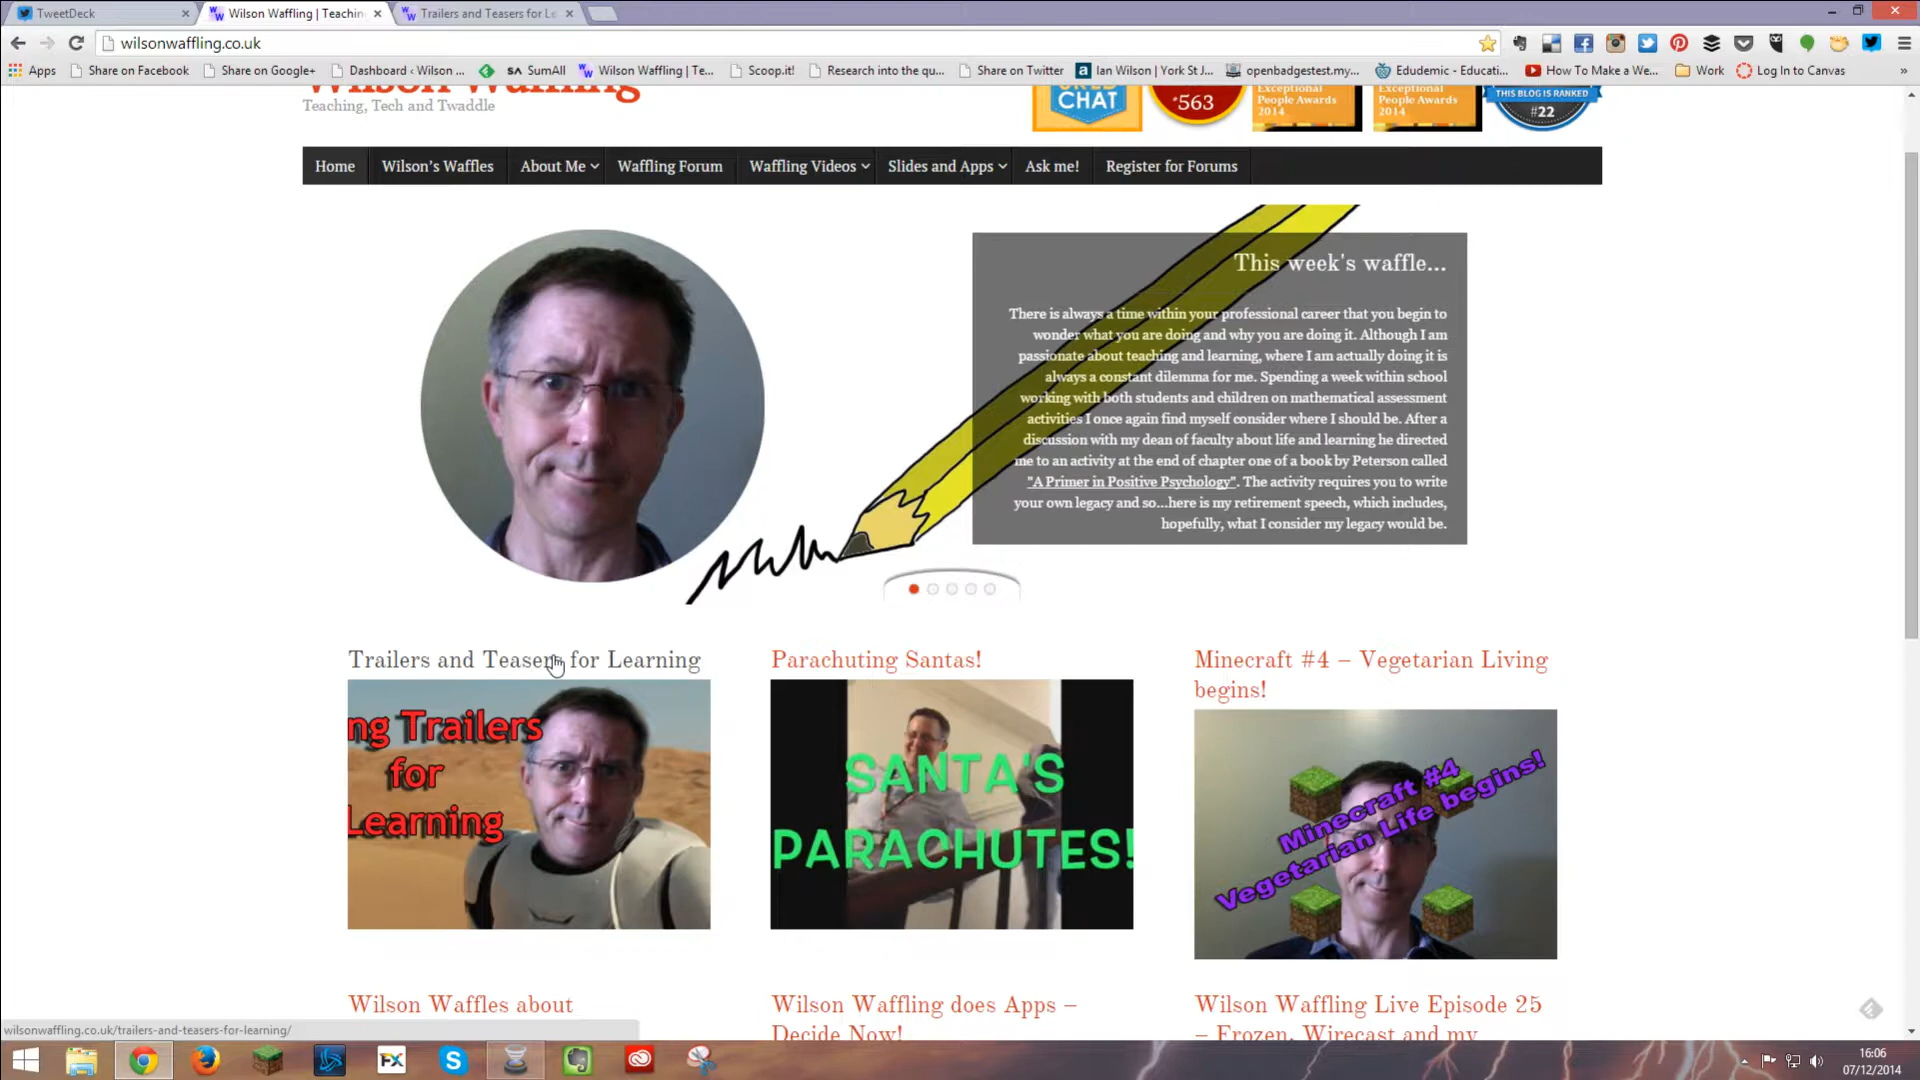 TweetDeck
Wilson Waffling | Teachin
Trailers and Teasers for Le
wilsonwaffling.co.uk
Apps
Share on Facebook
Share on Google+
Dashboard ‹ Wilson ...
SumAll
Wilson Waffling | Te...
Scoop.it!
Research into the qu...
Share on Twitter
Ian Wilson | York St J...
openbadgestest.my...
Edudemic - Educati...
How To Make a We...
Work
Log In to Canvas
»
Wilson Waffling
Teaching, Tech and Twaddle
CHAT
#563
Exceptional
People Awards
2014
Exceptional
People Awards
2014
THIS BLOG IS RANKED
#22
Home
Wilson's Waffles
About Me
Waffling Forum
Waffling Videos
Slides and Apps
Ask me!
Register for Forums
This week's waffle...
There is always a time within your professional career that you begin to
wonder what you are doing and why you are doing it. Although I am
passionate about teaching and learning, where I am actually doing it is
always a constant dilemma for me. Spending a week within school
working with both students and children on mathematical assessment
activities I once again find myself consider where I should be. After a
discussion with my dean of faculty about life and learning he directed
me to an activity at the end of chapter one of a book by Peterson called
"A Primer in Positive Psychology". The activity requires you to write
your own legacy and so...here is my retirement speech, which includes,
hopefully, what I consider my legacy would be.
Trailers and Teasers for Learning
ng Trailers
for
Learning
Parachuting Santas!
SANTA'S
PARACHUTES!
Minecraft #4 – Vegetarian Living
begins!
Minecraft #4
Vegetarian Life begins!
Wilson Waffles about
Wilson Waffling does Apps –
Decide Now!
Wilson Waffling Live Episode 25
– Frozen, Wirecast and my
wilsonwaffling.co.uk/trailers-and-teasers-for-learning/
FX
16:06
07/12/2014